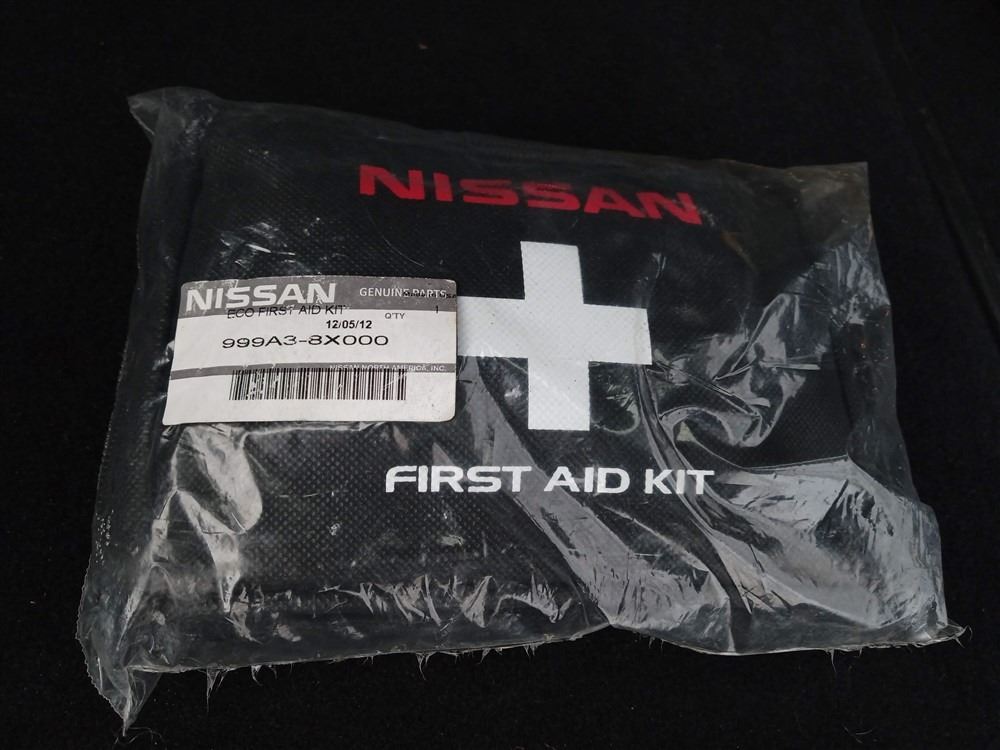 NISSAN
NISSAN GENUINE PARTS
ECO FIRST AID KIT Q'TY 1
12/05/12
999A3-8X000
NISSAN NORTH AMERICA, INC.
FIRST AID KIT